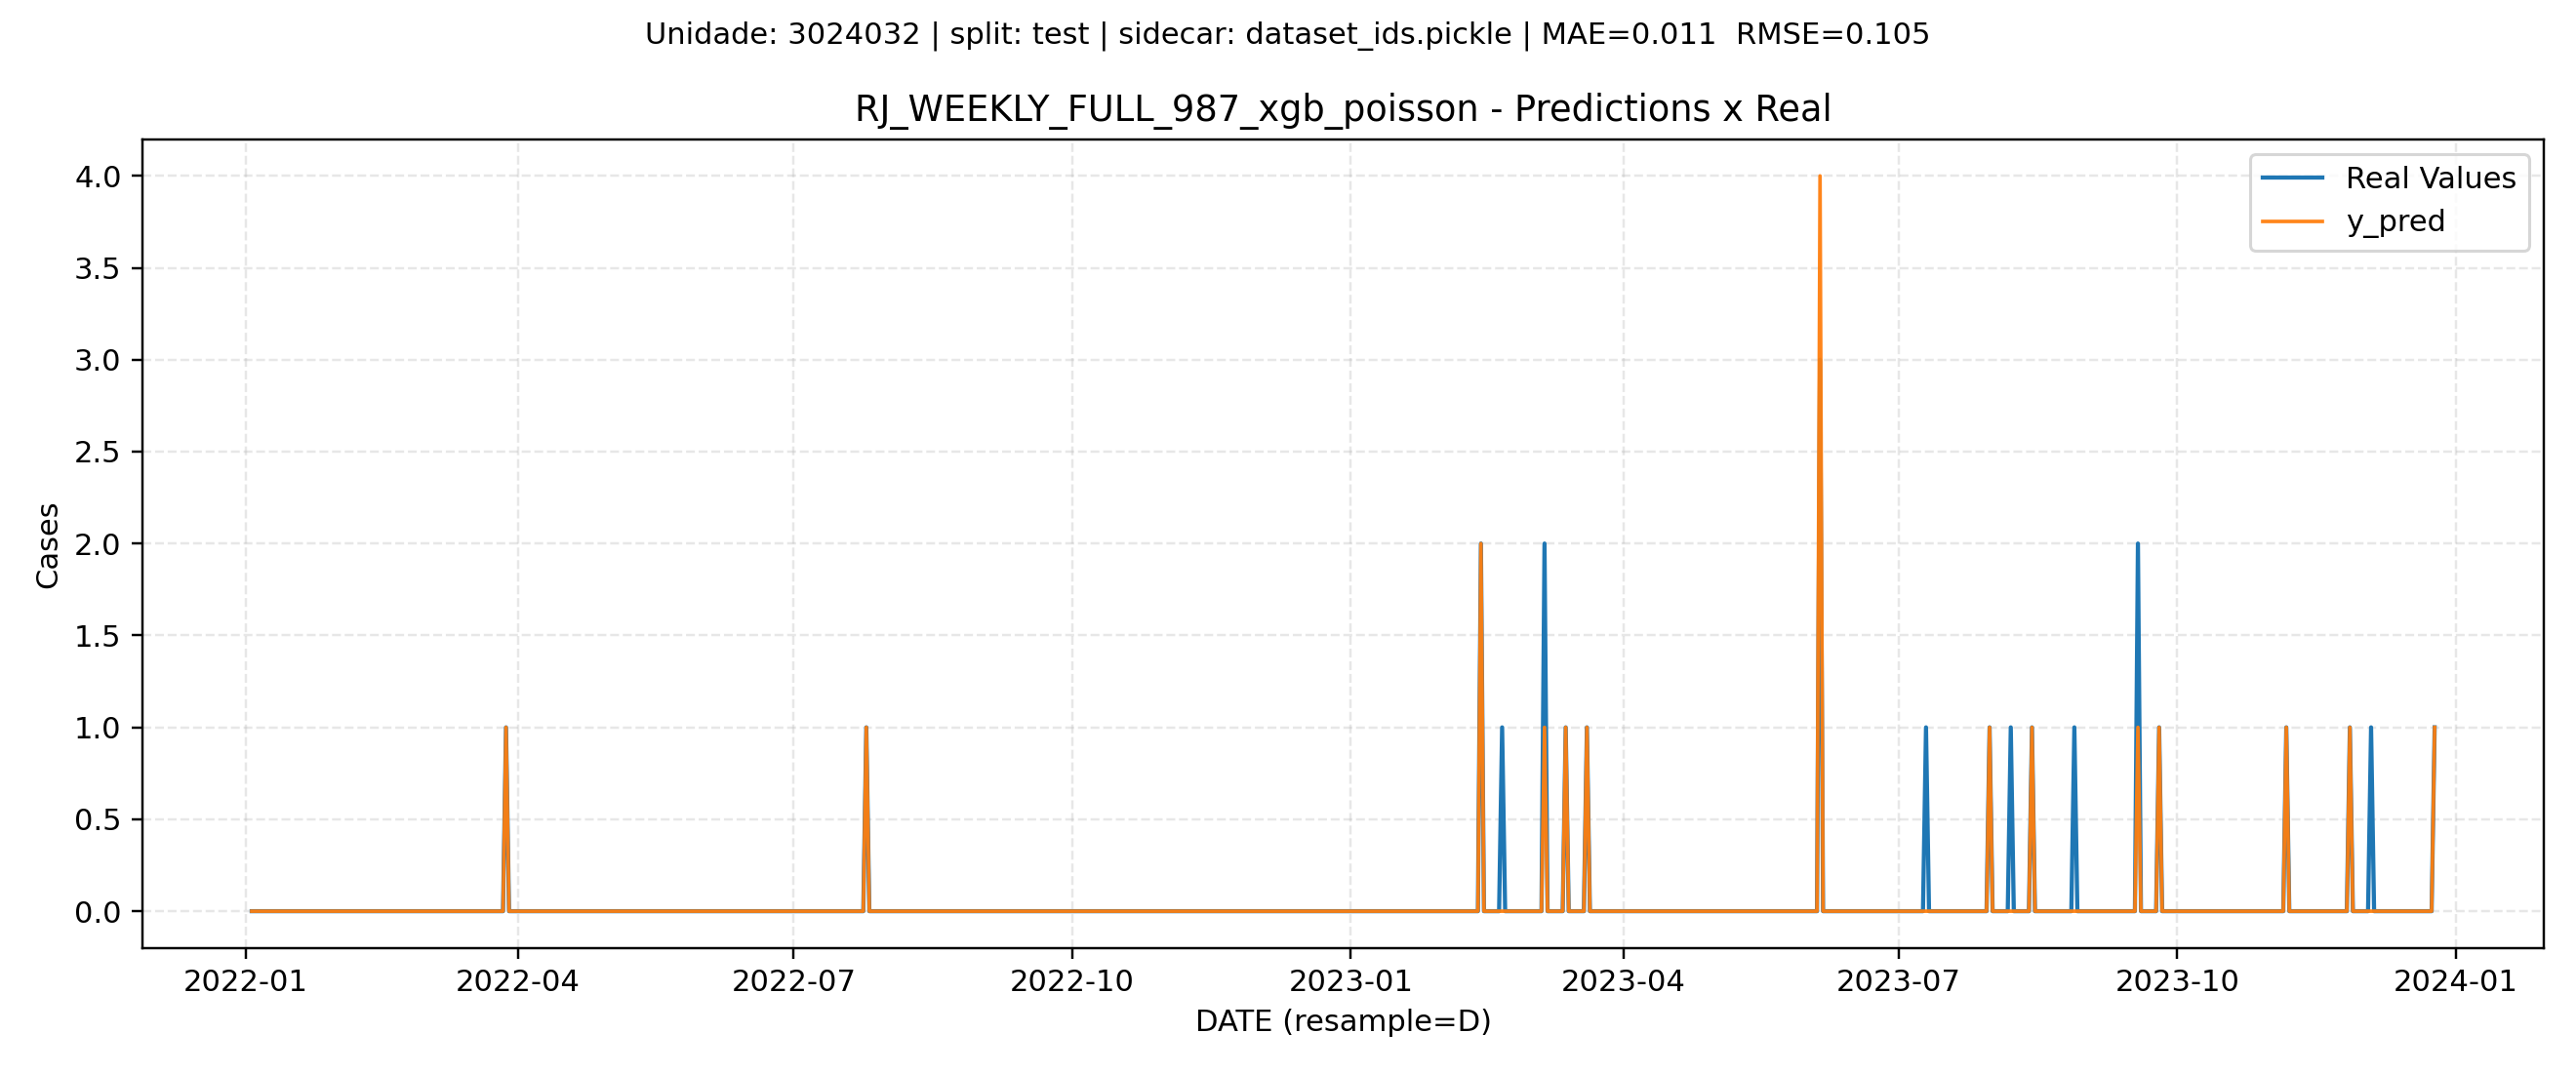 Unidade: 3024032 | split: test | sidecar: dataset_ids.pickle | MAE=0.011  RMSE=0.105
RJ_WEEKLY_FULL_987_xgb_poisson - Predictions x Real
Real Values
y_pred
4.0
3.5
3.0
2.5
2.0
1.5
1.0
0.5
0.0
Cases
2022-01 2022-04 2022-07 2022-10 2023-01 2023-04 2023-07 2023-10 2024-01
DATE (resample=D)